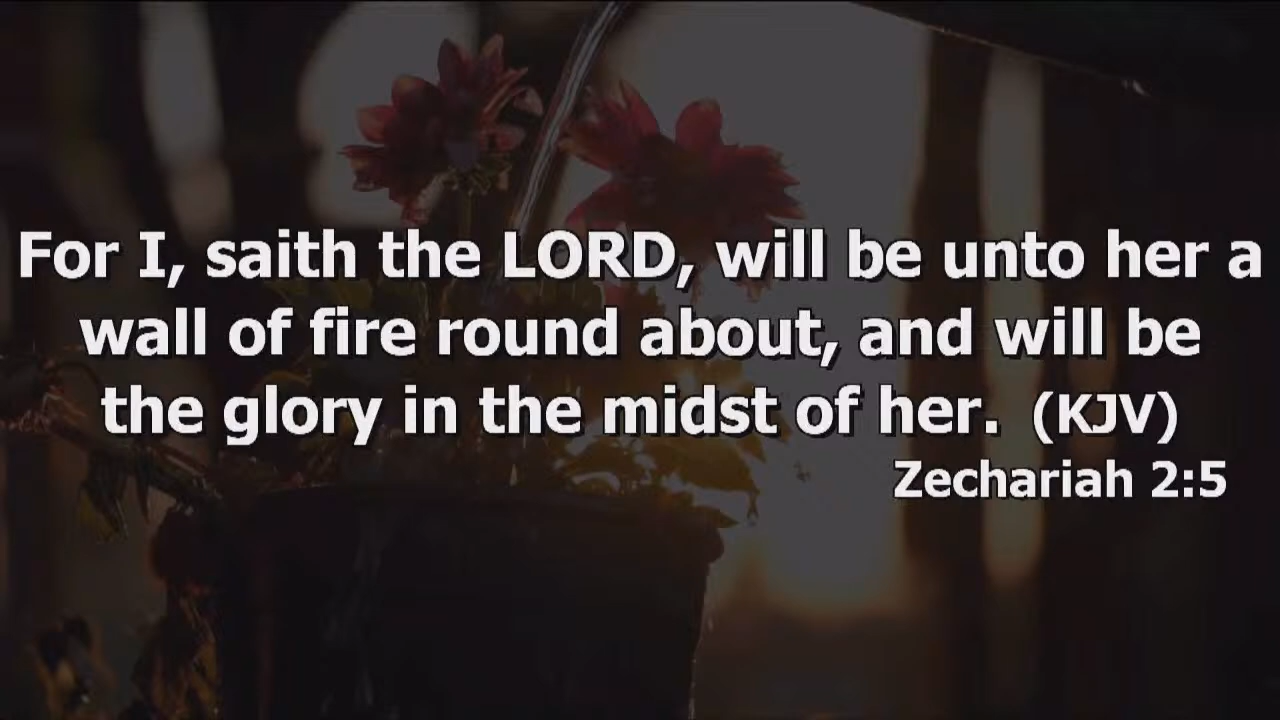 For I, saith the LORD, will be unto her a
wall of fire round about, and will be
the glory in the midst of her. (KJV)
Zechariah 2:5